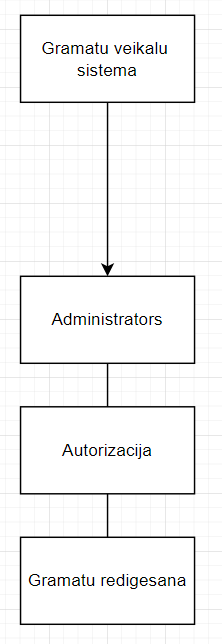 Gramatu veikalu
sistema
Administrators
Autorizacija
Gramatu redigesana